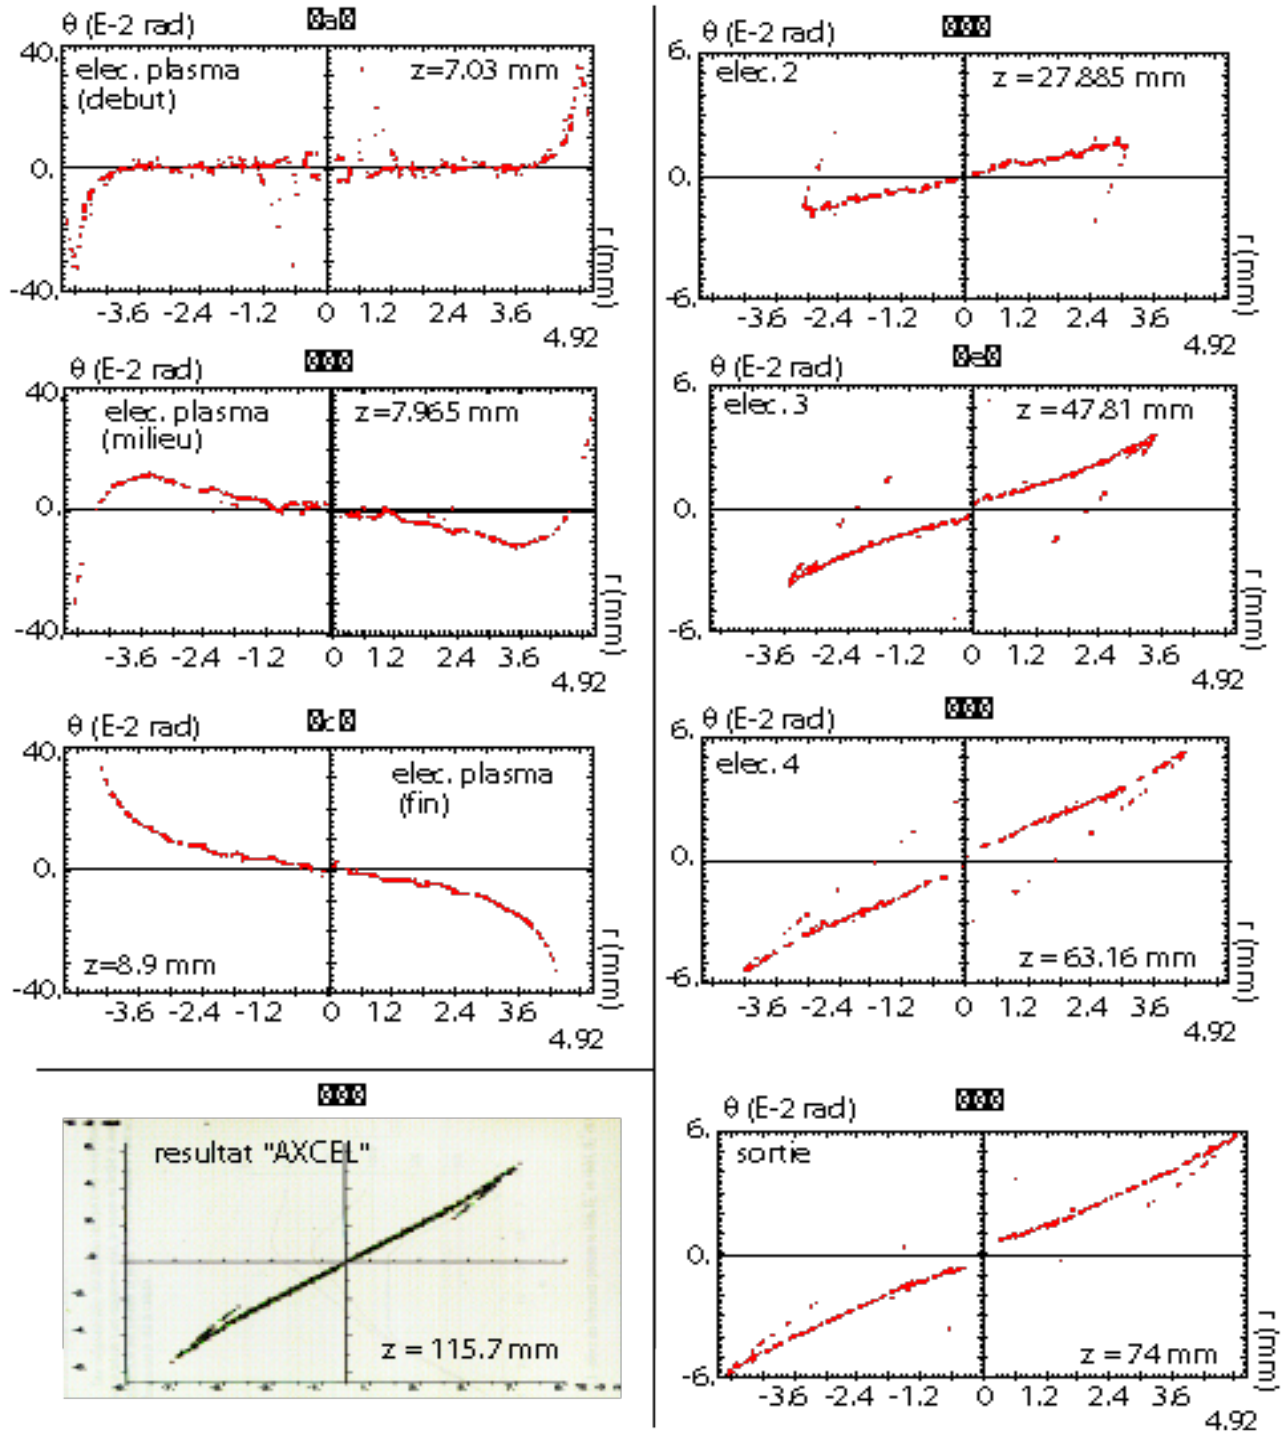 θ (E-2 rad)
a
40.
elec. plasma
(debut)
z=7.03 mm
0.
-40.
r (mm)
-3.6 -2.4 -1.2 0 1.2 2.4 3.6
4.92
θ (E-2 rad)
40.
elec. plasma
(milieu)
z=7.965 mm
0.
-40.
r (mm)
-3.6 -2.4 -1.2 0 1.2 2.4 3.6
4.92
θ (E-2 rad)
c
40.
elec. plasma
(fin)
0.
z=8.9 mm
-40.
r (mm)
-3.6 -2.4 -1.2 0 1.2 2.4 3.6
4.92
resultat "AXCEL"
z = 115.7 mm
θ (E-2 rad)
6.
elec. 2
z = 27.885 mm
0.
-6.
r (mm)
-3.6 -2.4 -1.2 0 1.2 2.4 3.6
4.92
θ (E-2 rad)
e
6.
elec. 3
z = 47.81 mm
0.
-6.
r (mm)
-3.6 -2.4 -1.2 0 1.2 2.4 3.6
4.92
θ (E-2 rad)
6.
elec. 4
0.
z = 63.16 mm
-6.
r (mm)
-3.6 -2.4 -1.2 0 1.2 2.4 3.6
4.92
θ (E-2 rad)
6.
sortie
0.
z = 74 mm
-6.
r (mm)
-3.6 -2.4 -1.2 0 1.2 2.4 3.6
4.92